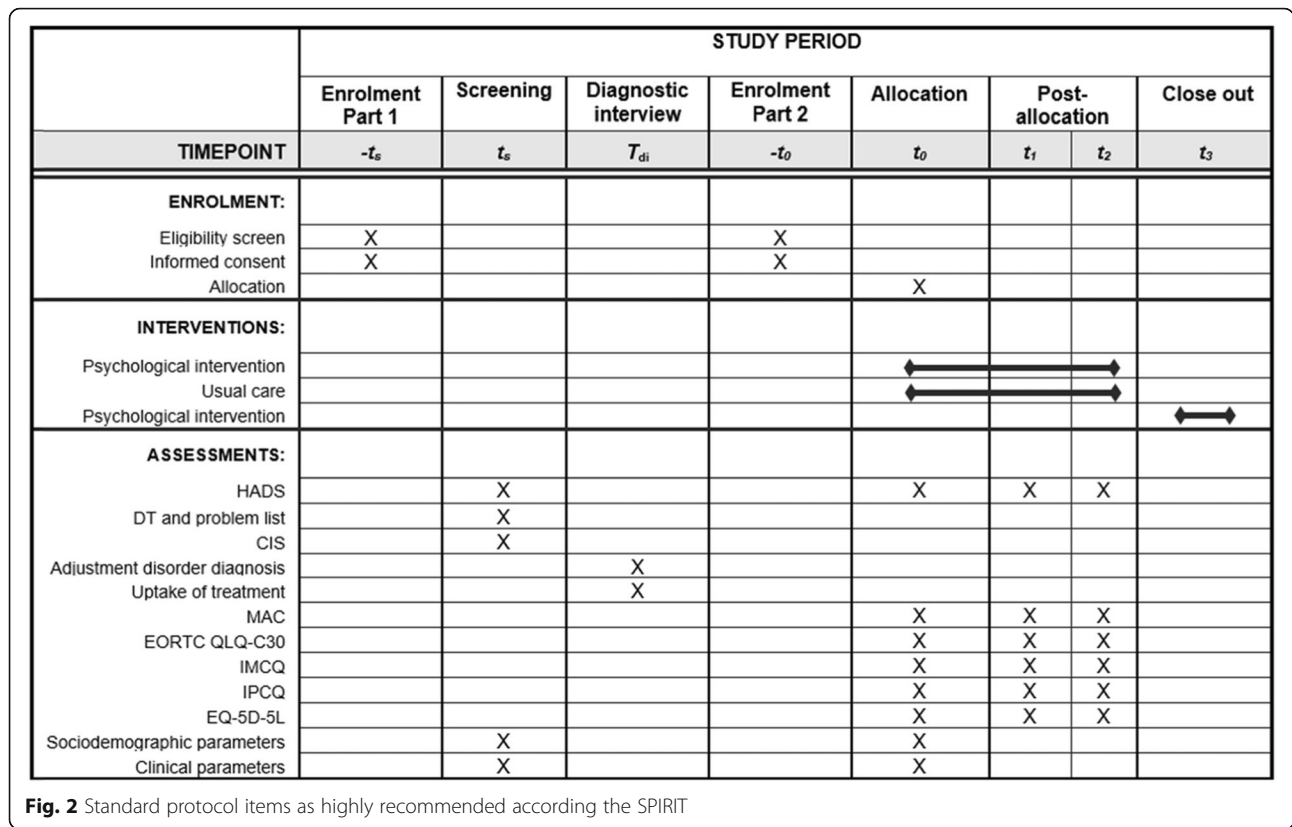 STUDY PERIOD
Enrolment Part 1 Screening Diagnostic interview Enrolment Part 2 Allocation Post-allocation Close out
TIMEPOINT -ts ts Tdi -t0 t0 t1 t2 t3
ENROLMENT:
Eligibility screen X X
Informed consent X X
Allocation X
INTERVENTIONS:
Psychological intervention
Usual care
Psychological intervention
ASSESSMENTS:
HADS X X X X
DT and problem list X
CIS X
Adjustment disorder diagnosis X
Uptake of treatment X
MAC X X X
EORTC QLQ-C30 X X X
IMCQ X X X
IPCQ X X X
EQ-5D-5L X X X
Sociodemographic parameters X X
Clinical parameters X X
Fig. 2 Standard protocol items as highly recommended according the SPIRIT